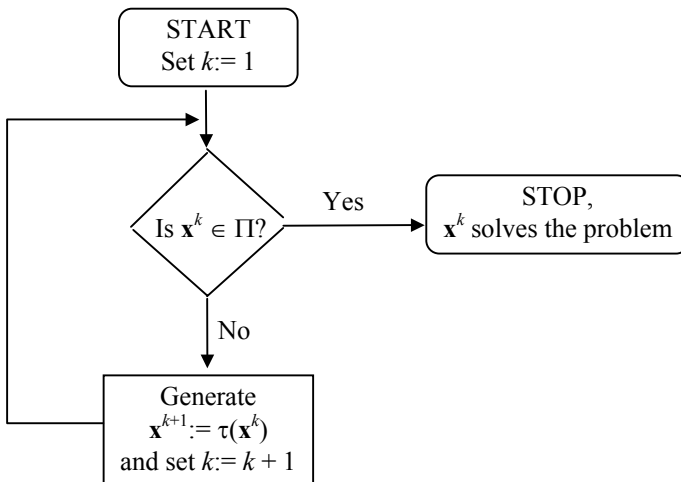 START
Set k:= 1
Is x^k ∈ Π?
Yes
STOP,
x^k solves the problem
No
Generate
x^{k+1}:= τ(x^k)
and set k:= k + 1